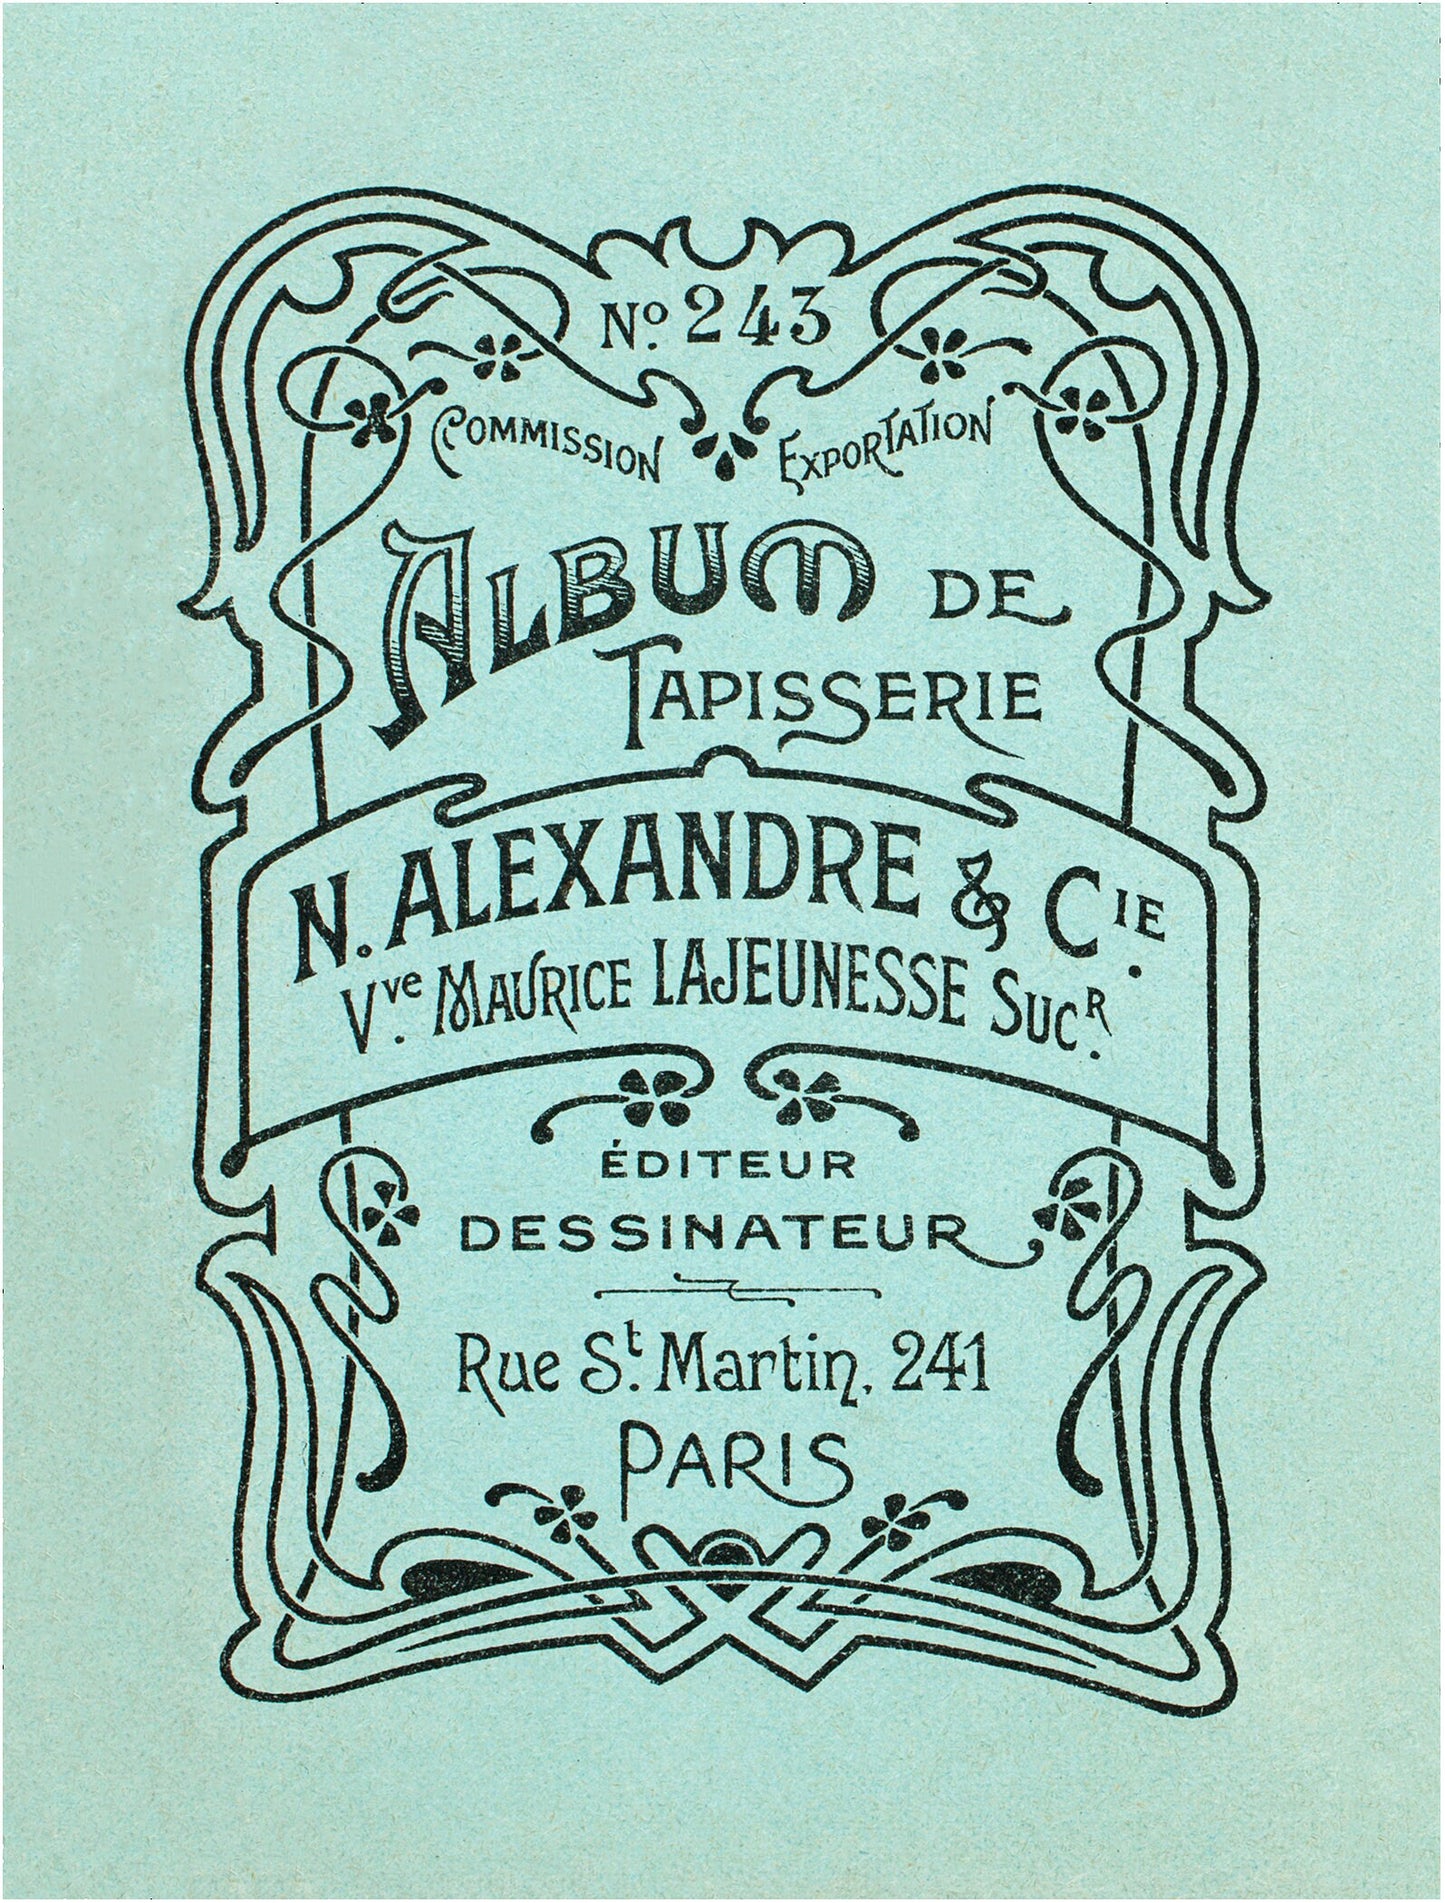 No. 243
Commission Exportation
Album de
Tapisserie
N. ALEXANDRE & CIE.
Vve. Maurice LAJEUNESSE SucR.
ÉDITEUR
DESSINATEUR
Rue St. Martin, 241
PARIS